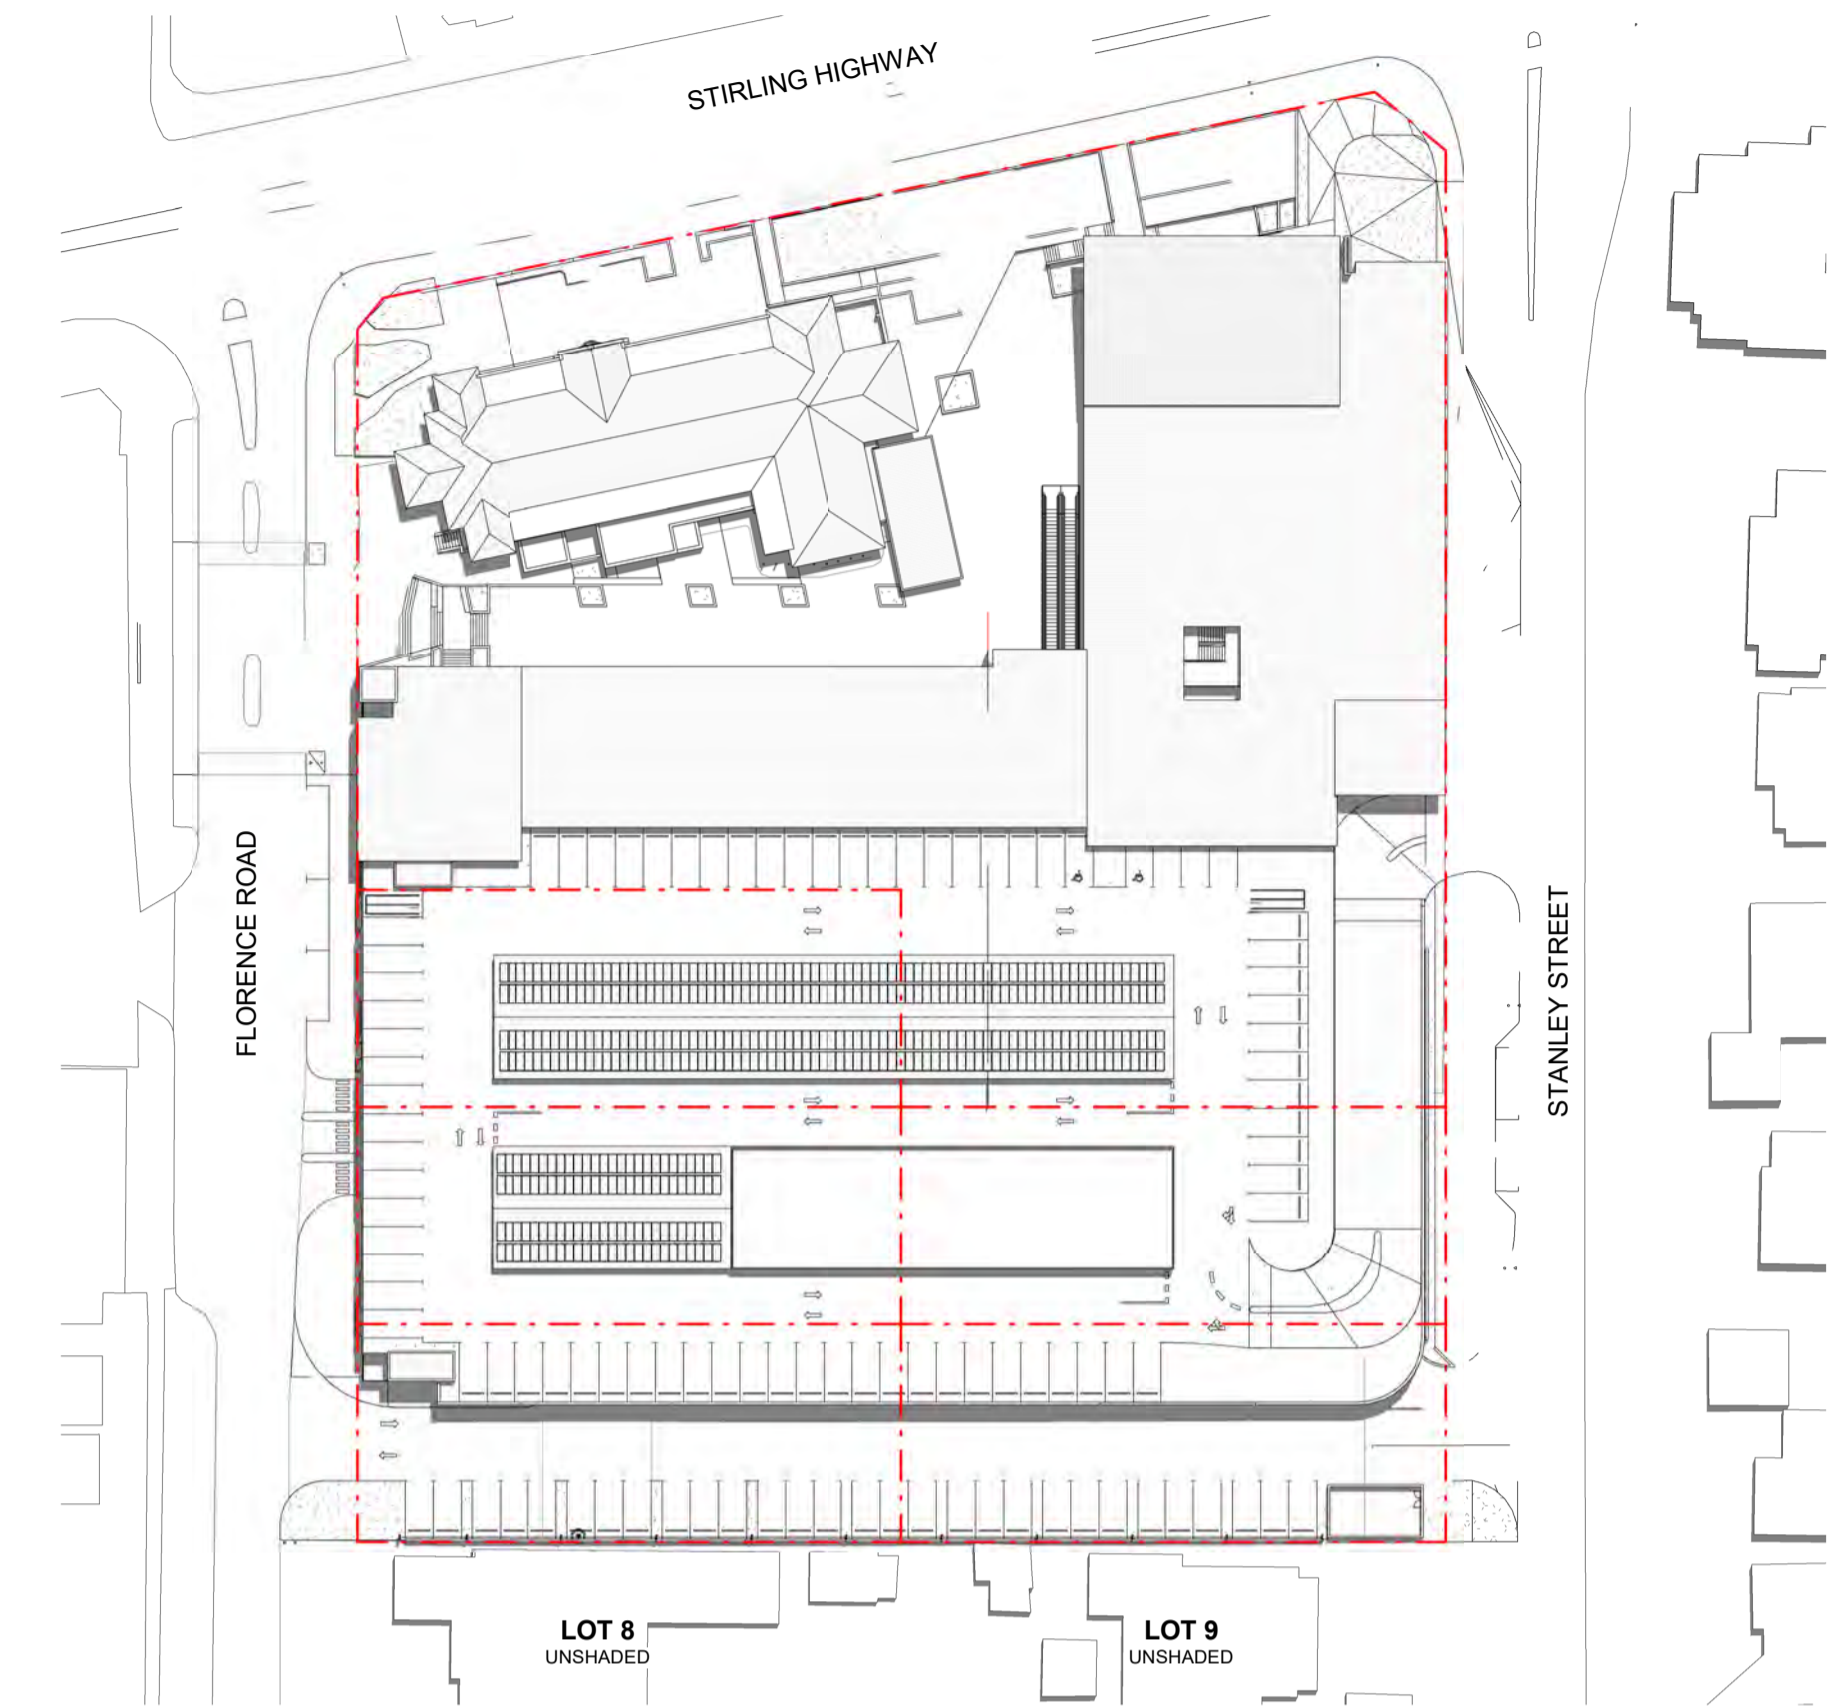 STIRLING HIGHWAY
FLORENCE ROAD
STANLEY STREET
LOT 8
UNSHADED
LOT 9
UNSHADED